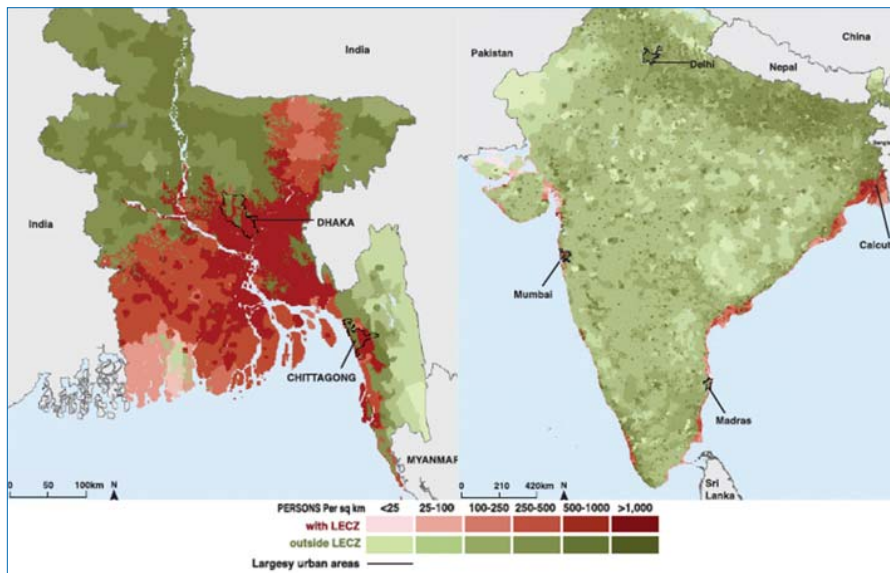 India
India
DHAKA
CHITTAGONG
MYANMAR
0 50 100km N
Pakistan
China
Delhi
Nepal
Calcut
Mumbai
Madras
Sri
Lanka
0 210 420km N
PERSONS Per sq km <25 25-100 100-250 250-500 500-1000 >1,000
with LECZ
outside LECZ
Largesy urban areas